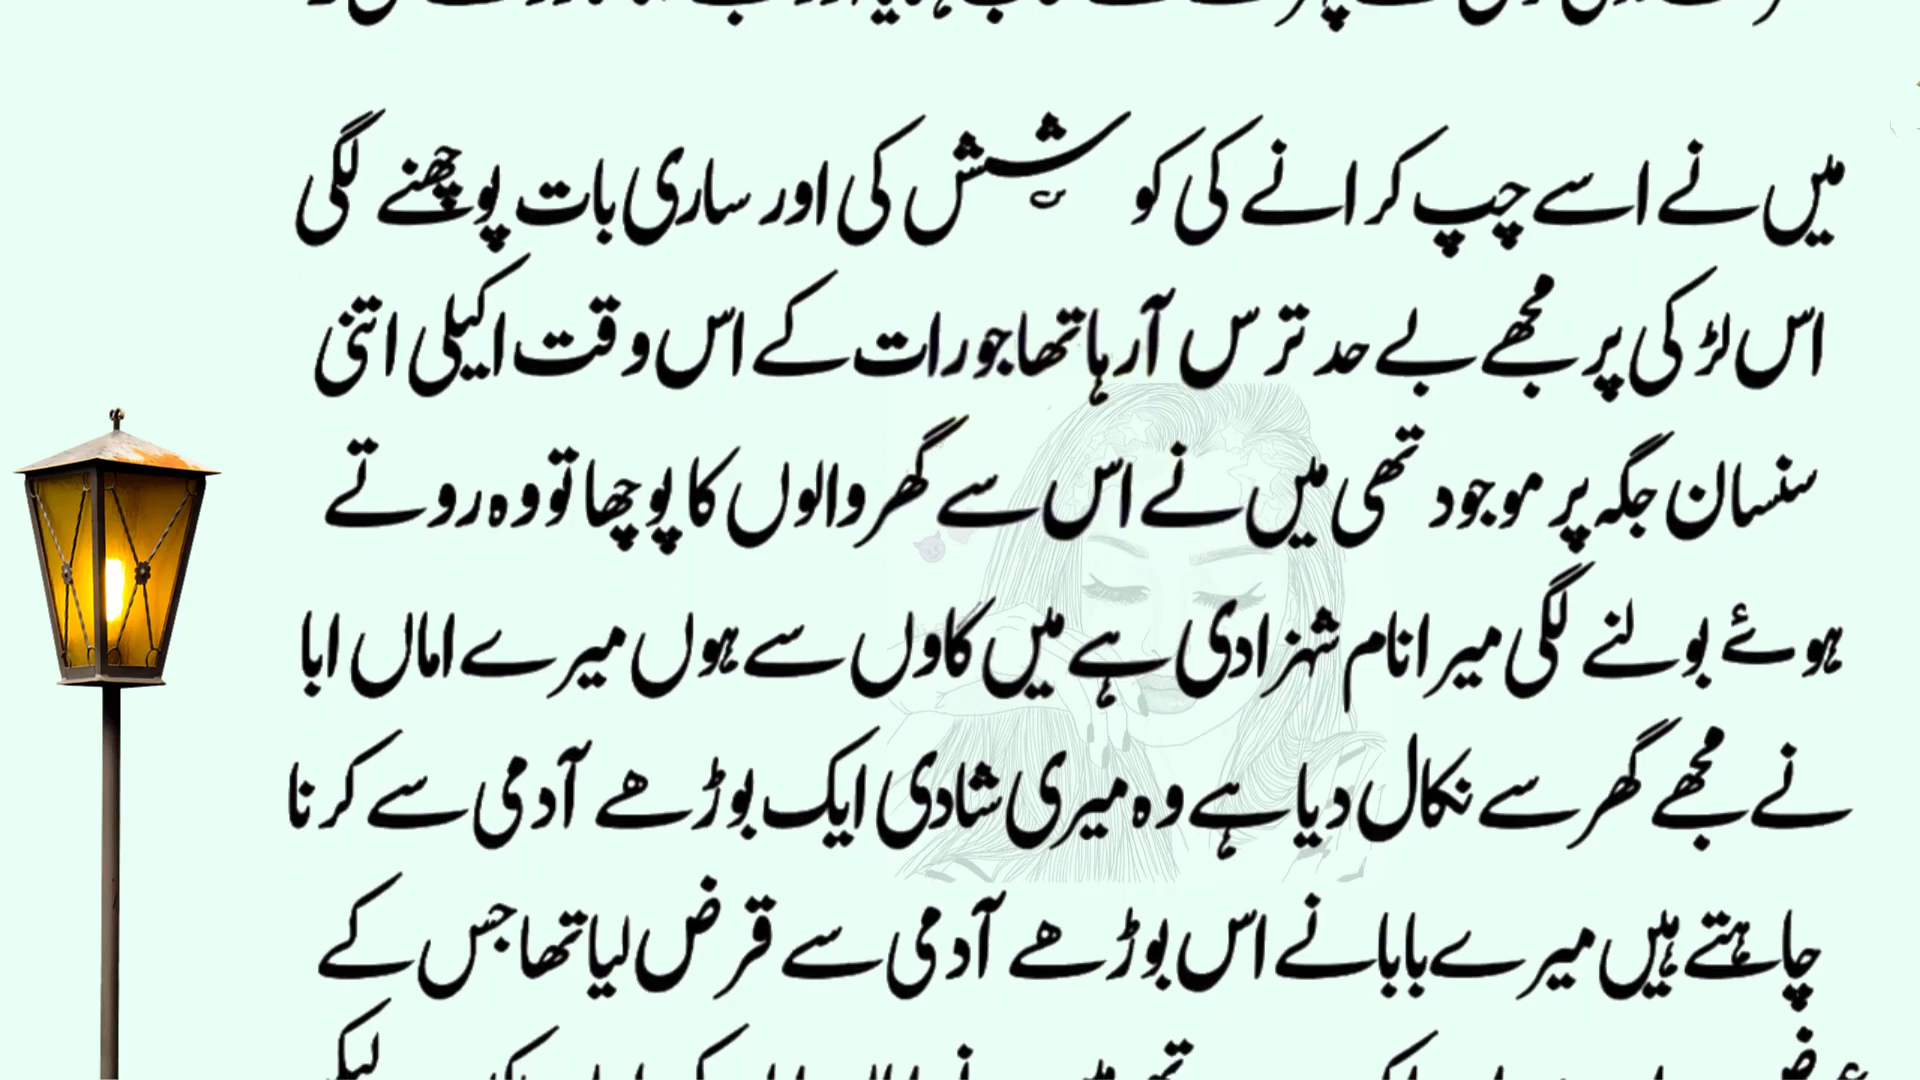 میں نے اسے چپ کرانے کی کوشش کی اور ساری بات پوچھنے لگی
اس لڑکی پر مجھے بے حد ترس آرہا تھا جو رات کے اس وقت اکیلی اتنی
سنسان جگہ پر موجود تھی میں نے اس سے گھر والوں کا پوچھا تو وہ روتے
ہوئے بولنے لگی میرا نام شہزادی ہے میں گاوں سے ہوں میرے اماں ابا
نے مجھے گھر سے نکال دیا ہے وہ میری شادی ایک بوڑھے آدمی سے کرنا
چاہتے ہیں میرے بابا نے اس بوڑھے آدمی سے قرض لیا تھا جس کے